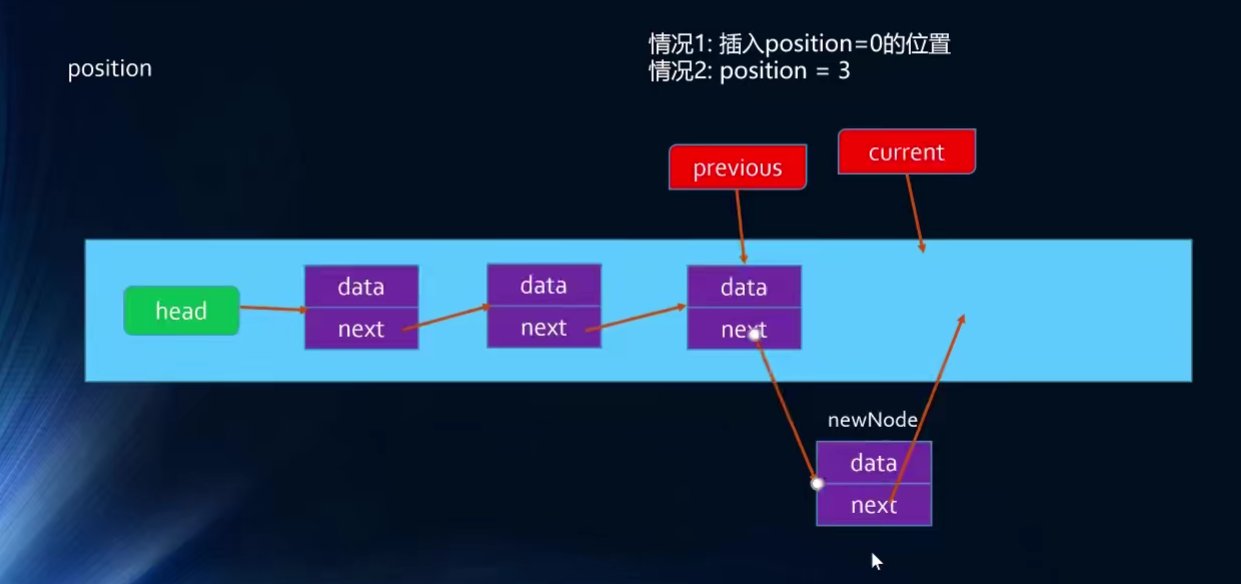 position
情况1: 插入position=0的位置
情况2: position = 3
previous
current
head
data
next
data
next
data
next
newNode
data
next